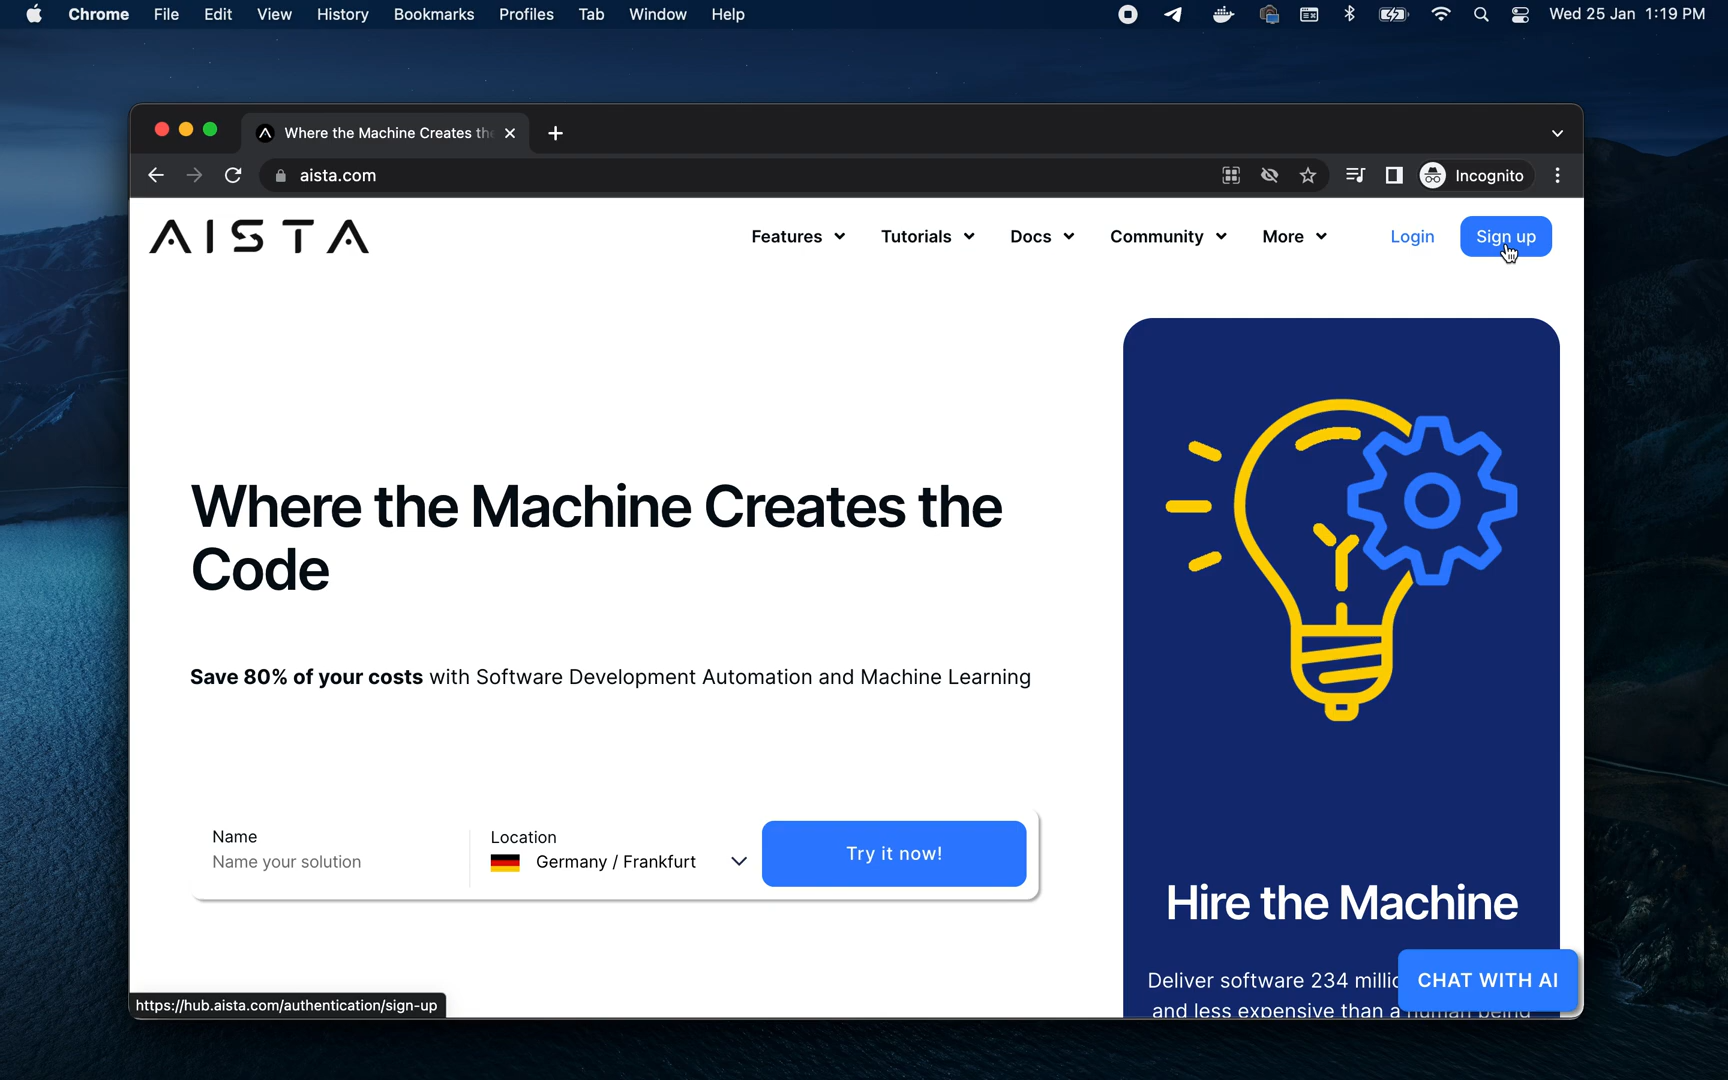 Chrome File Edit View History Bookmarks Profiles Tab Window Help Wed 25 Jan 1:19 PM
Where the Machine Creates the
aista.com Incognito
AISTA Features Tutorials Docs Community More Login Sign up
Where the Machine Creates the
Code
Save 80% of your costs with Software Development Automation and Machine Learning
Name
Name your solution
Location
Germany / Frankfurt
Try it now!
Hire the Machine
Deliver software 234
and less expensive than a human being
CHAT WITH AI
https://hub.aista.com/authentication/sign-up